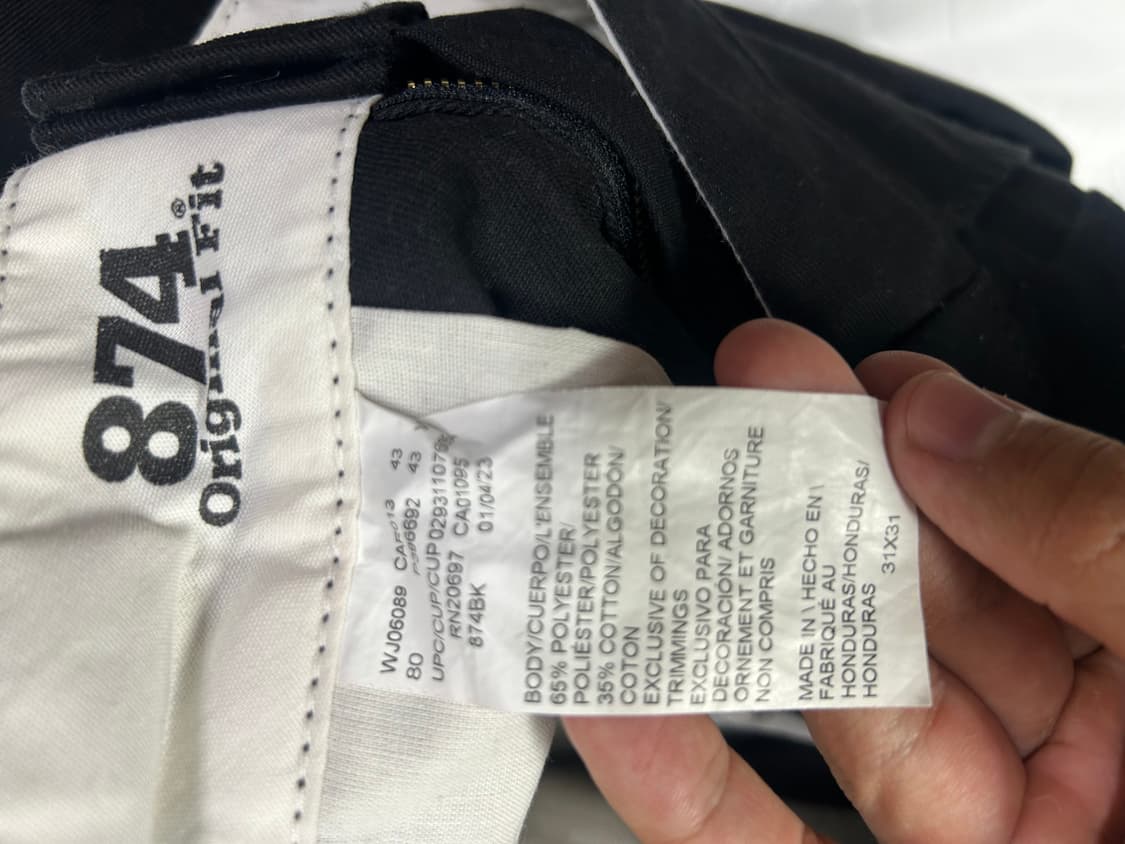 874®
Original Fit
WJ06089 43
80 43
UPC/CUP/CUP
RN20697 CA01095
874BK 01/04/23
BODY/CUERPO/L'ENSEMBLE
65% POLYESTER/
POLIÉSTER/POLYESTER
35% COTTON/ALGODÓN/
COTON
EXCLUSIVE OF DECORATION/
TRIMMINGS
EXCLUSIVO PARA
DECORACIÓN/ ADORNOS
ORNEMENT ET GARNITURE
NON COMPRIS
MADE IN \ HECHO EN \
FABRIQUÉ AU
HONDURAS/HONDURAS/
HONDURAS
31X31